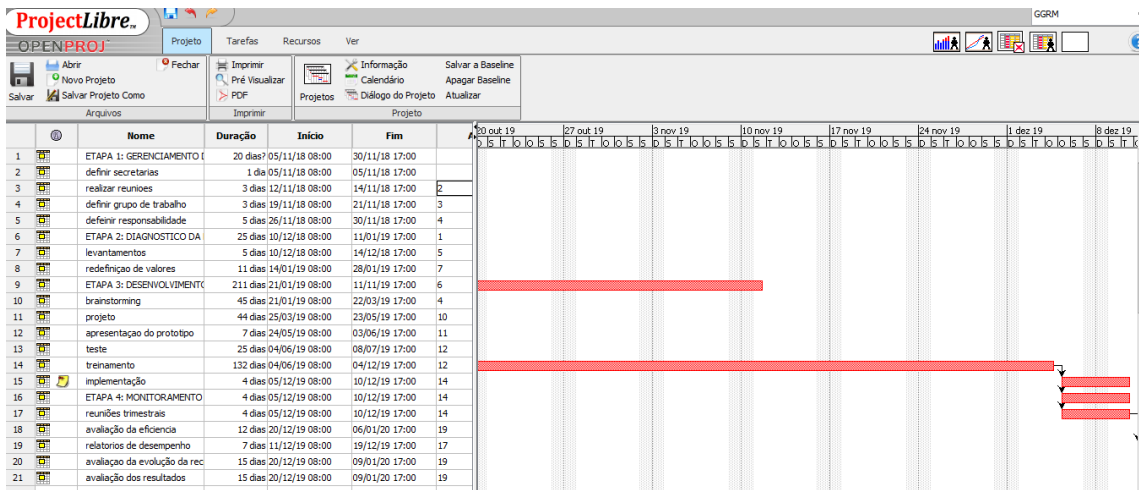 GGRM
ProjectLibre™
OPENPROJ
Projeto Tarefas Recursos Ver
Abrir Fechar Imprimir Informação Salvar a Baseline
Novo Projeto Pré Visualizar Calendário Apagar Baseline
Salvar Salvar Projeto Como PDF Projetos Diálogo do Projeto Atualizar
Arquivos Imprimir Projeto
Nome Duração Início Fim A 20 out 19 27 out 19 3 nov 19 10 nov 19 17 nov 19 24 nov 19 1 dez 19 8 dez 19
D S T Q Q S S D S T Q Q S S D S T Q Q S S D S T Q Q S S D S T Q Q S S D S T Q Q S S D S T Q Q S S D S T
1 ETAPA 1: GERENCIAMENTO 20 dias? 05/11/18 08:00 30/11/18 17:00
2 definir secretarias 1 dia 05/11/18 08:00 05/11/18 17:00
3 realizar reunioes 3 dias 12/11/18 08:00 14/11/18 17:00 2
4 definir grupo de trabalho 3 dias 19/11/18 08:00 21/11/18 17:00 3
5 defeinir responsabilidade 5 dias 26/11/18 08:00 30/11/18 17:00 4
6 ETAPA 2: DIAGNOSTICO DA 25 dias 10/12/18 08:00 11/01/19 17:00 1
7 levantamentos 5 dias 10/12/18 08:00 14/12/18 17:00 5
8 redefiniçao de valores 11 dias 14/01/19 08:00 28/01/19 17:00 7
9 ETAPA 3: DESENVOLVIMENTO 211 dias 21/01/19 08:00 11/11/19 17:00 6
10 brainstorming 45 dias 21/01/19 08:00 22/03/19 17:00 4
11 projeto 44 dias 25/03/19 08:00 23/05/19 17:00 10
12 apresentaçao do prototipo 7 dias 24/05/19 08:00 03/06/19 17:00 11
13 teste 25 dias 04/06/19 08:00 08/07/19 17:00 12
14 treinamento 132 dias 04/06/19 08:00 04/12/19 17:00 12
15 implementação 4 dias 05/12/19 08:00 10/12/19 17:00 14
16 ETAPA 4: MONITORAMENTO 4 dias 05/12/19 08:00 10/12/19 17:00 14
17 reuniões trimestrais 4 dias 05/12/19 08:00 10/12/19 17:00 14
18 avaliação da eficiencia 12 dias 20/12/19 08:00 06/01/20 17:00 19
19 relatorios de desempenho 7 dias 11/12/19 08:00 19/12/19 17:00 17
20 avaliaçao da evolução da rec 15 dias 20/12/19 08:00 09/01/20 17:00 19
21 avaliação dos resultados 15 dias 20/12/19 08:00 09/01/20 17:00 19